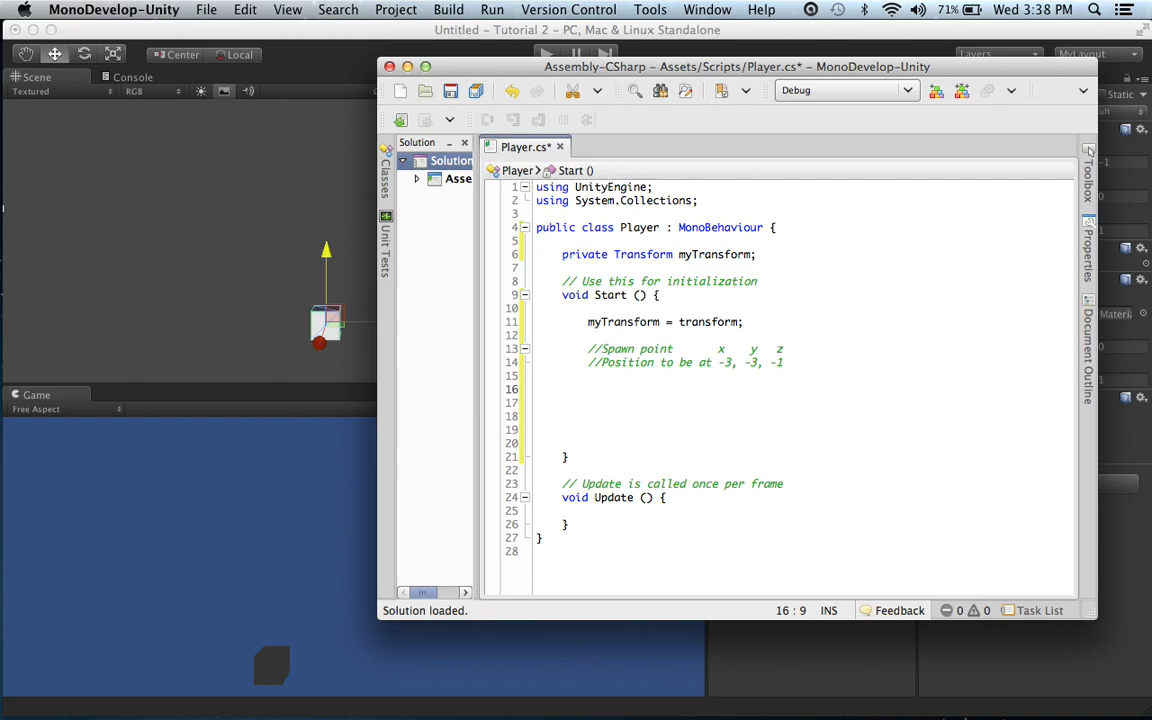 MonoDevelop-Unity File Edit View Search Project Build Run Version Control Tools Window Help 71% Wed 3:38 PM
Untitled - Tutorial 2 - PC, Mac & Linux Standalone
Center Local Layers MyLayout
Scene Console
Textured RGB
Static
Assembly-CSharp - Assets/Scripts/Player.cs* - MonoDevelop-Unity
Debug
Solution
Player.cs*
Classes
Unit Tests
Solution
Asse
Player Start ()
1 using UnityEngine;
2 using System.Collections;
3
4 public class Player : MonoBehaviour {
5
6 private Transform myTransform;
7
8 // Use this for initialization
9 void Start () {
10
11 myTransform = transform;
12
13 //Spawn point x y z
14 //Position to be at -3, -3, -1
15
16
17
18
19
20
21 }
22
23 // Update is called once per frame
24 void Update () {
25
26 }
27 }
28
Toolbox
Properties
Document Outline
Materi
Game
Free Aspect
Solution loaded. 16 : 9 INS Feedback 0 0 Task List